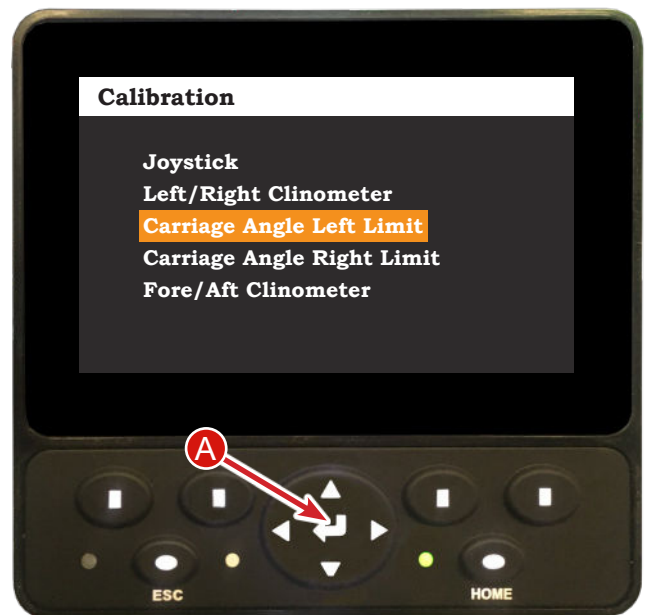 Calibration
Joystick
Left/Right Clinometer
Carriage Angle Left Limit
Carriage Angle Right Limit
Fore/Aft Clinometer
A
ESC
HOME